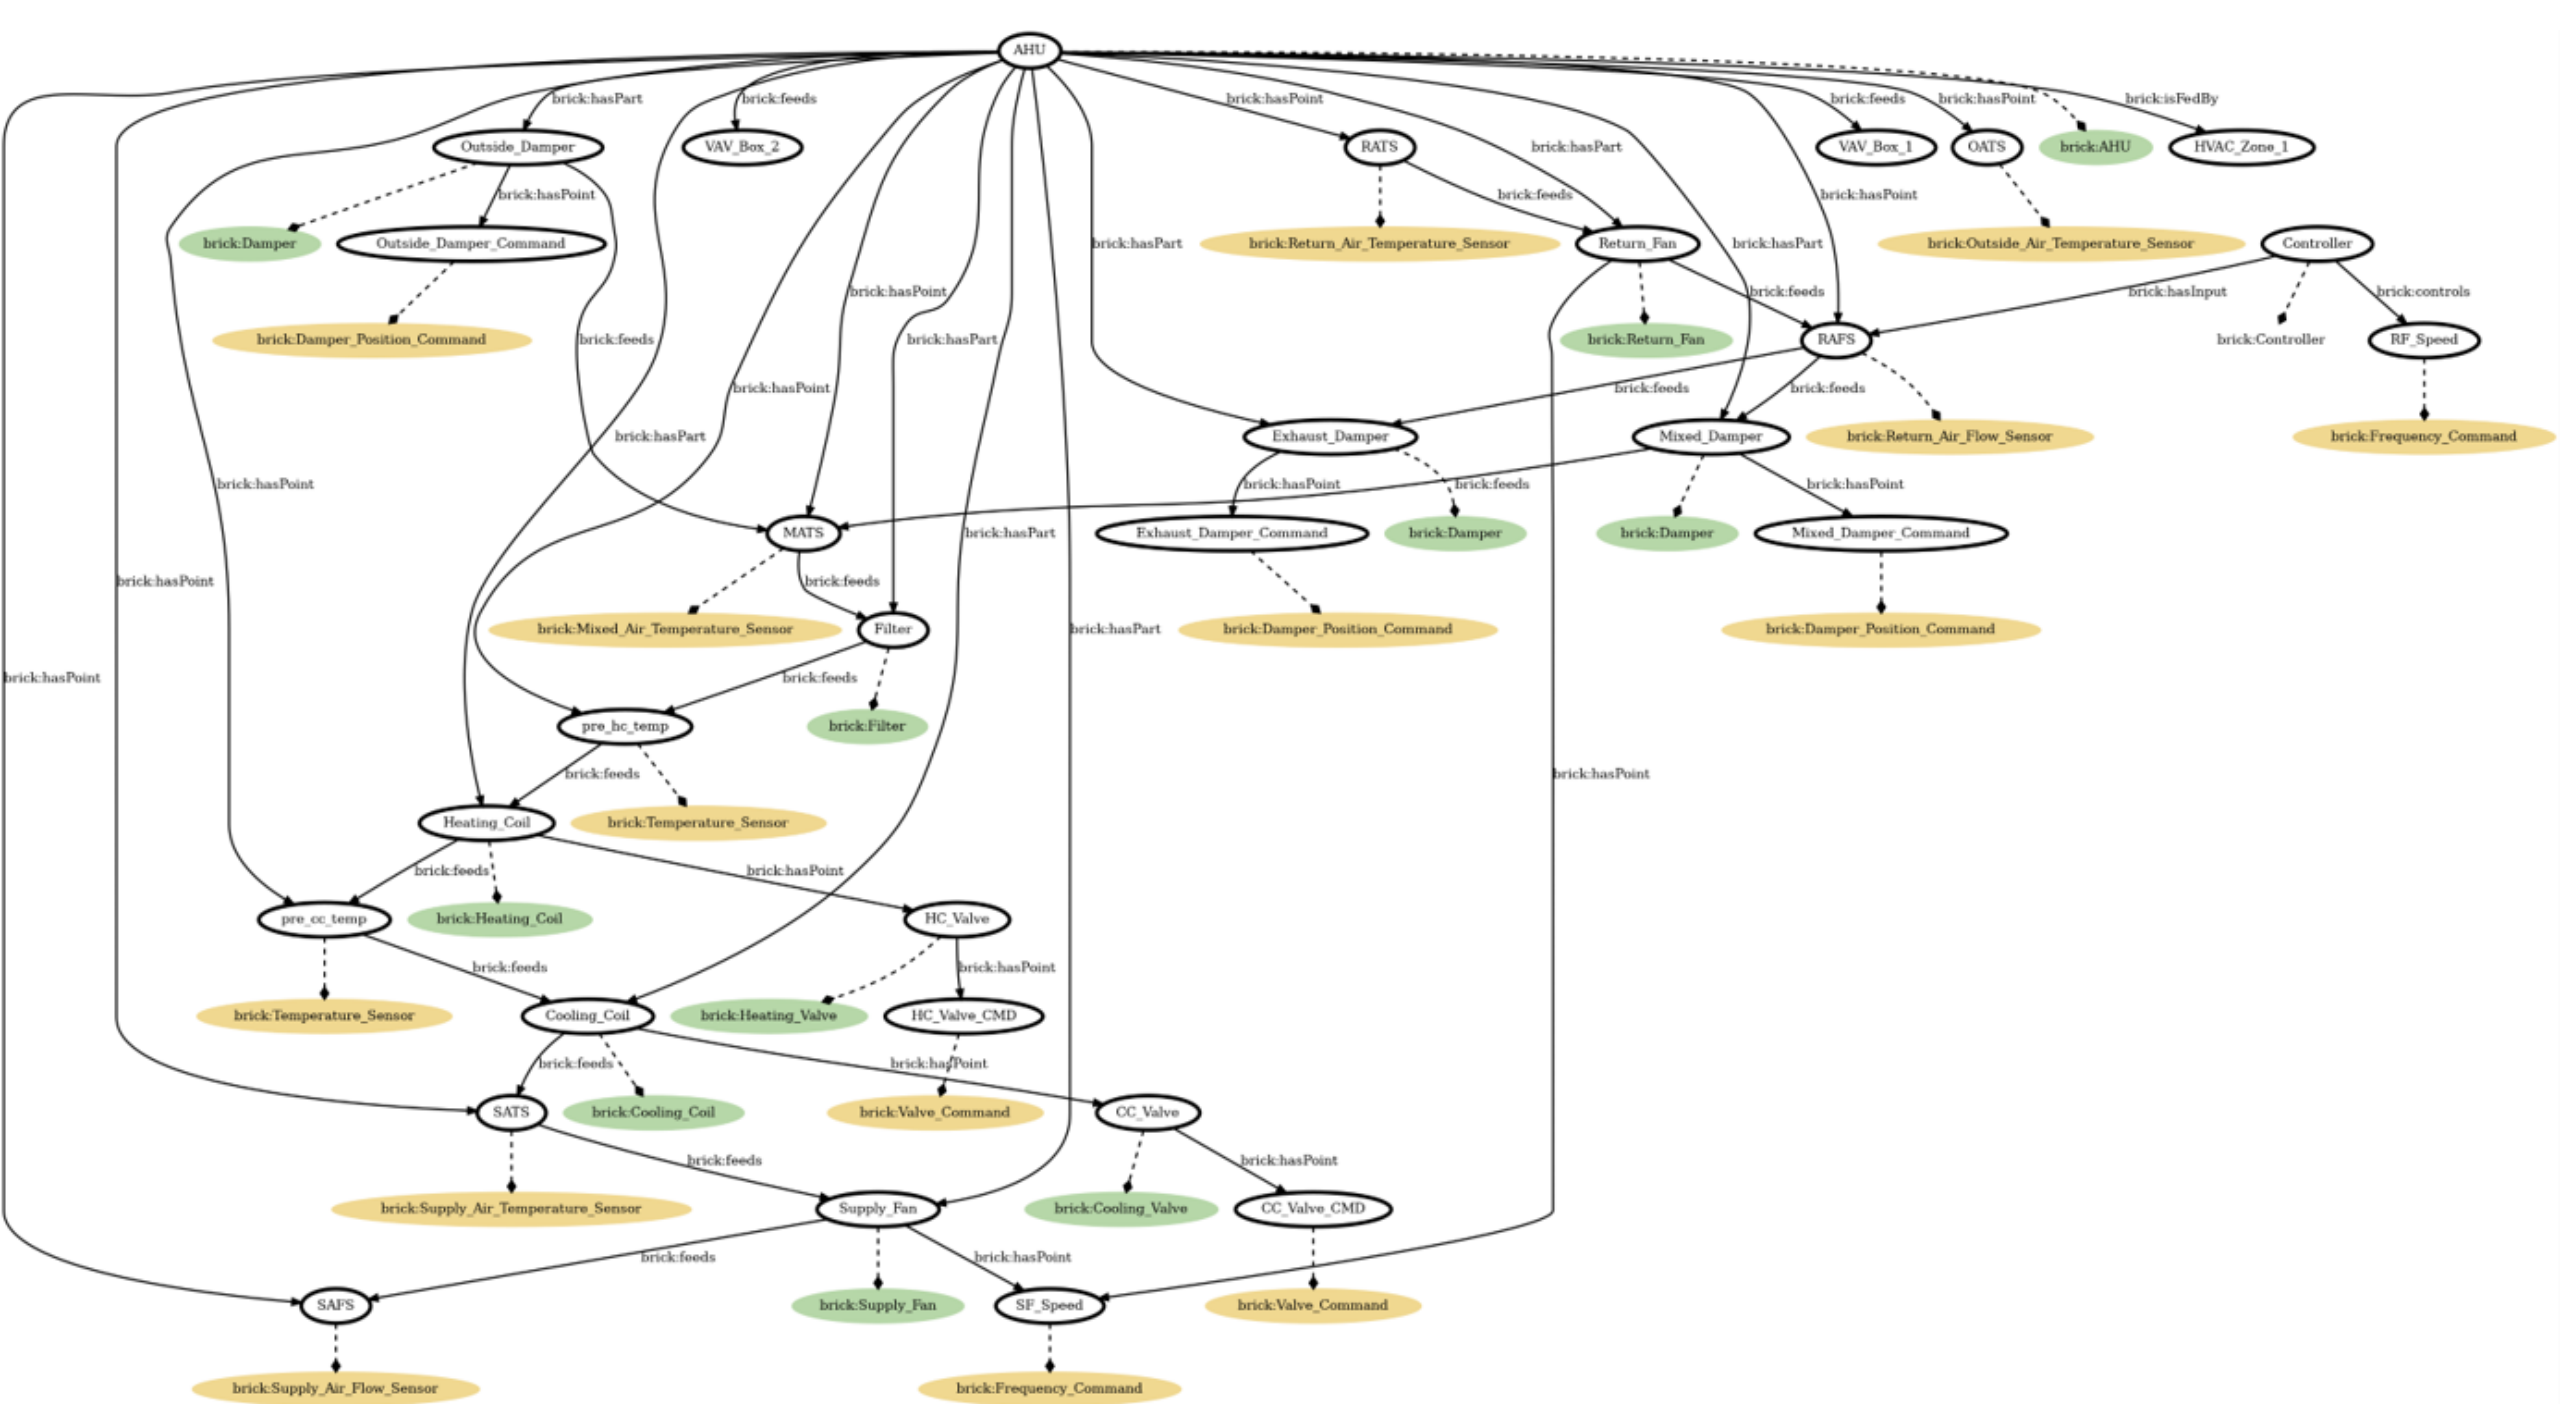 AHU
brick:hasPart
brick:feeds
brick:hasPoint
brick:feeds
brick:hasPoint
brick:isFedBy
Outside_Damper
VAV_Box_2
RATS
brick:hasPart
VAV_Box_1
OATS
brick:AHU
HVAC_Zone_1
brick:hasPoint
brick:feeds
brick:hasPoint
brick:Damper
Outside_Damper_Command
brick:hasPart
brick:Return_Air_Temperature_Sensor
Return_Fan
brick:hasPart
brick:Outside_Air_Temperature_Sensor
Controller
brick:hasPoint
brick:feeds
brick:hasInput
brick:controls
brick:Damper_Position_Command
brick:feeds
brick:hasPart
brick:Return_Fan
RAFS
brick:Controller
RF_Speed
brick:hasPoint
brick:feeds
brick:feeds
brick:hasPart
Exhaust_Damper
Mixed_Damper
brick:Return_Air_Flow_Sensor
brick:Frequency_Command
brick:hasPoint
brick:hasPoint
brick:feeds
brick:hasPoint
MATS
brick:hasPart
Exhaust_Damper_Command
brick:Damper
brick:Damper
Mixed_Damper_Command
brick:hasPoint
brick:feeds
brick:Mixed_Air_Temperature_Sensor
Filter
brick:hasPart
brick:Damper_Position_Command
brick:Damper_Position_Command
brick:hasPoint
brick:feeds
pre_hc_temp
brick:Filter
brick:feeds
brick:hasPoint
Heating_Coil
brick:Temperature_Sensor
brick:feeds
brick:hasPoint
pre_cc_temp
brick:Heating_Coil
HC_Valve
brick:feeds
brick:hasPoint
brick:Temperature_Sensor
Cooling_Coil
brick:Heating_Valve
HC_Valve_CMD
brick:feeds
brick:hasPoint
SATS
brick:Cooling_Coil
brick:Valve_Command
CC_Valve
brick:feeds
brick:hasPoint
brick:Supply_Air_Temperature_Sensor
Supply_Fan
brick:Cooling_Valve
CC_Valve_CMD
brick:feeds
brick:hasPoint
SAFS
brick:Supply_Fan
SF_Speed
brick:Valve_Command
brick:Supply_Air_Flow_Sensor
brick:Frequency_Command